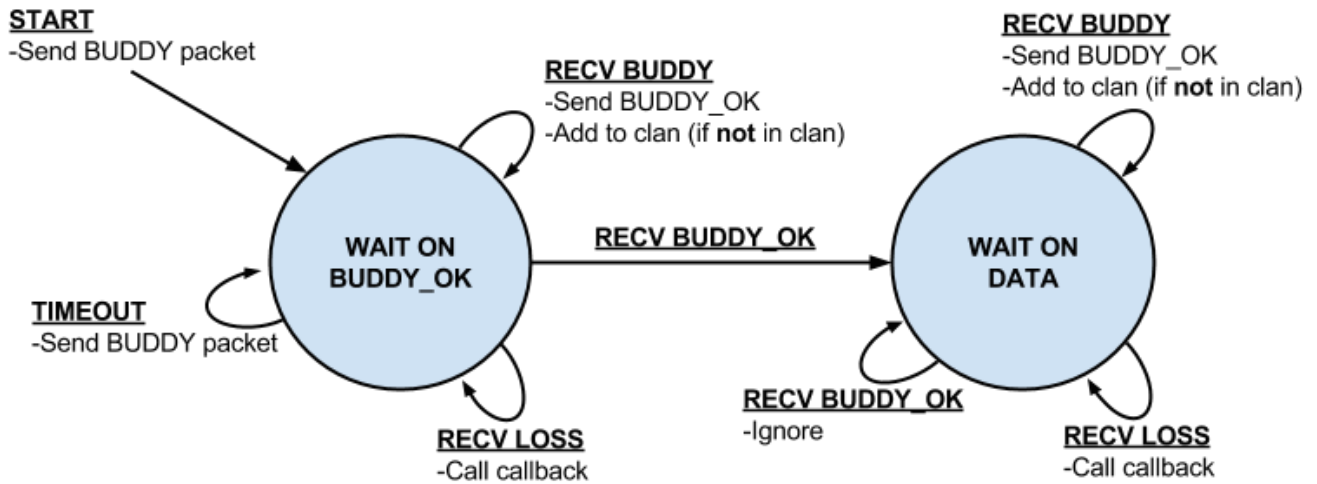 START
-Send BUDDY packet
RECV BUDDY
-Send BUDDY_OK
-Add to clan (if not in clan)
RECV BUDDY
-Send BUDDY_OK
-Add to clan (if not in clan)
WAIT ON
BUDDY_OK
RECV BUDDY_OK
WAIT ON
DATA
TIMEOUT
-Send BUDDY packet
RECV LOSS
-Call callback
RECV BUDDY_OK
-Ignore
RECV LOSS
-Call callback